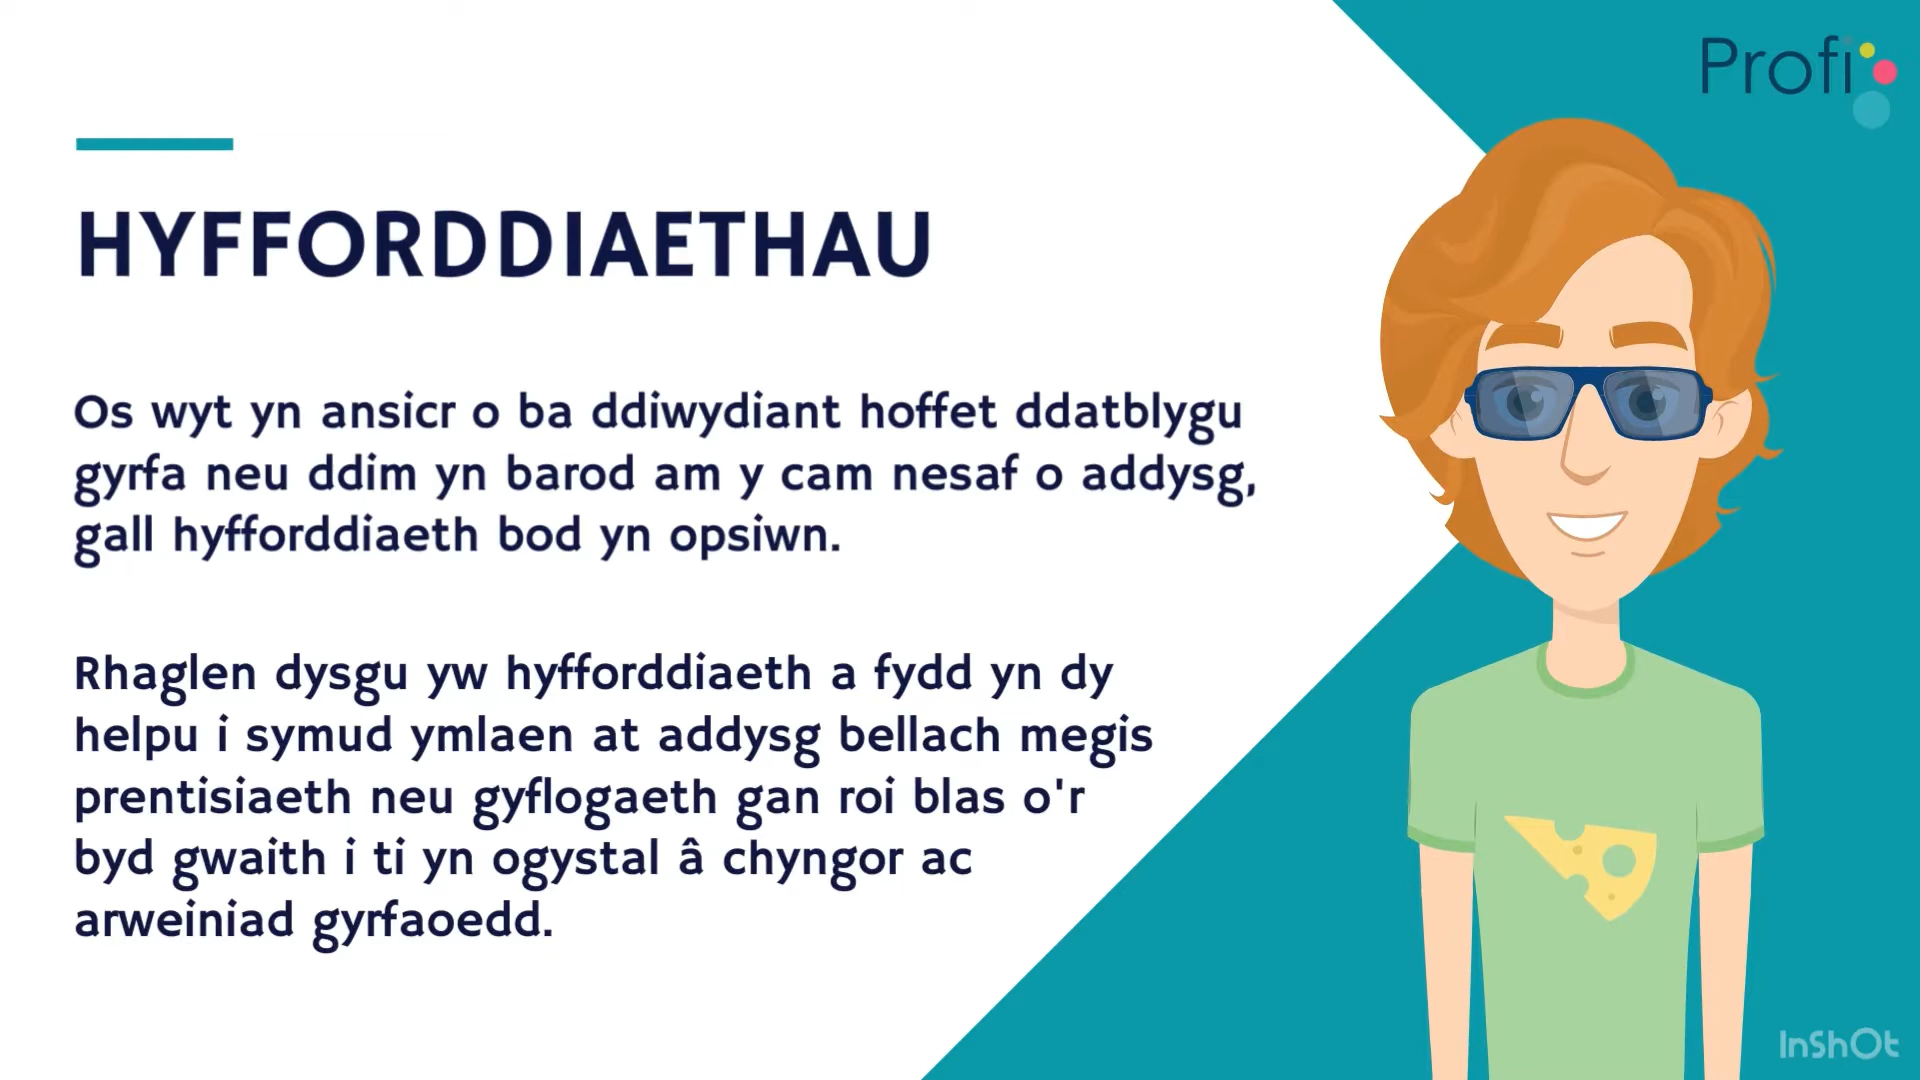 Profi
HYFFORDDIAETHAU
Os wyt yn ansicr o ba ddiwydiant hoffet ddatblygu
gyrfa neu ddim yn barod am y cam nesaf o addysg,
gall hyfforddiaeth bod yn opsiwn.
Rhaglen dysgu yw hyfforddiaeth a fydd yn dy
helpu i symud ymlaen at addysg bellach megis
prentisiaeth neu gyflogaeth gan roi blas o'r
byd gwaith i ti yn ogystal â chyngor ac
arweiniad gyrfaoedd.
InShOt